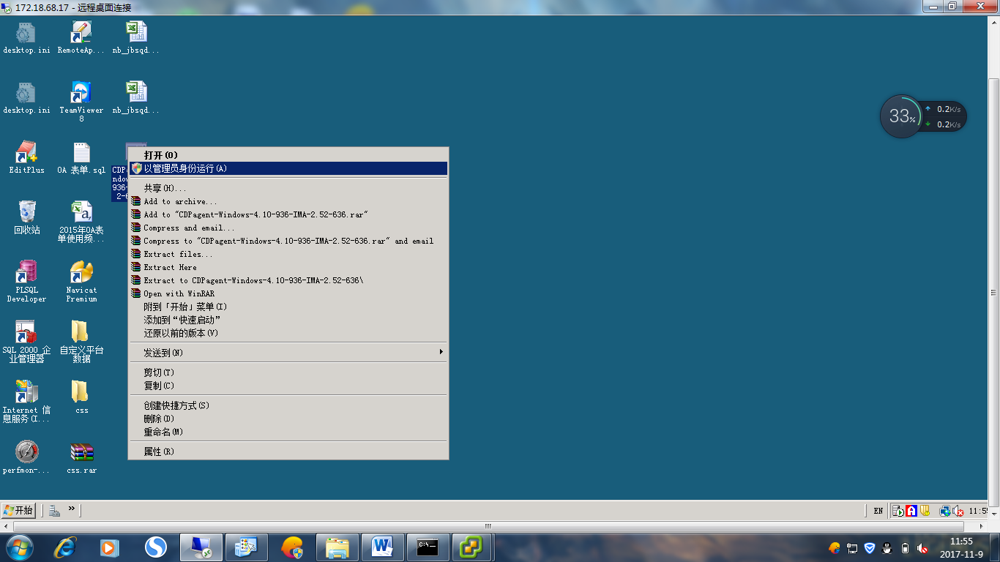 172.18.68.17 - 远程桌面连接
desktop.ini
RemoteAp...
nb_jbsqd...
desktop.ini
TeamViewer
8
nb_jbsqd...
33%
0.2K/s
0.2K/s
EditPlus
OA 表单.sql
回收站
2015年OA表
单使用频...
PLSQL
Developer
Navicat
Premium
SQL 2000 企
业管理器
自定义平台
数据
Internet 信
息服务(I...
css
perfmon-...
css.rar
打开(O)
以管理员身份运行(A)
共享(H)...
Add to archive...
Add to "CDPagent-Windows-4.10-936-IMA-2.52-636.rar"
Compress and email...
Compress to "CDPagent-Windows-4.10-936-IMA-2.52-636.rar" and email
Extract files...
Extract Here
Extract to CDPagent-Windows-4.10-936-IMA-2.52-636\
Open with WinRAR
附到「开始」菜单(I)
添加到“快速启动”
还原以前的版本(V)
发送到(N)
剪切(T)
复制(C)
创建快捷方式(S)
删除(D)
重命名(M)
属性(R)
开始
»
EN
11:55
11:55
2017-11-9